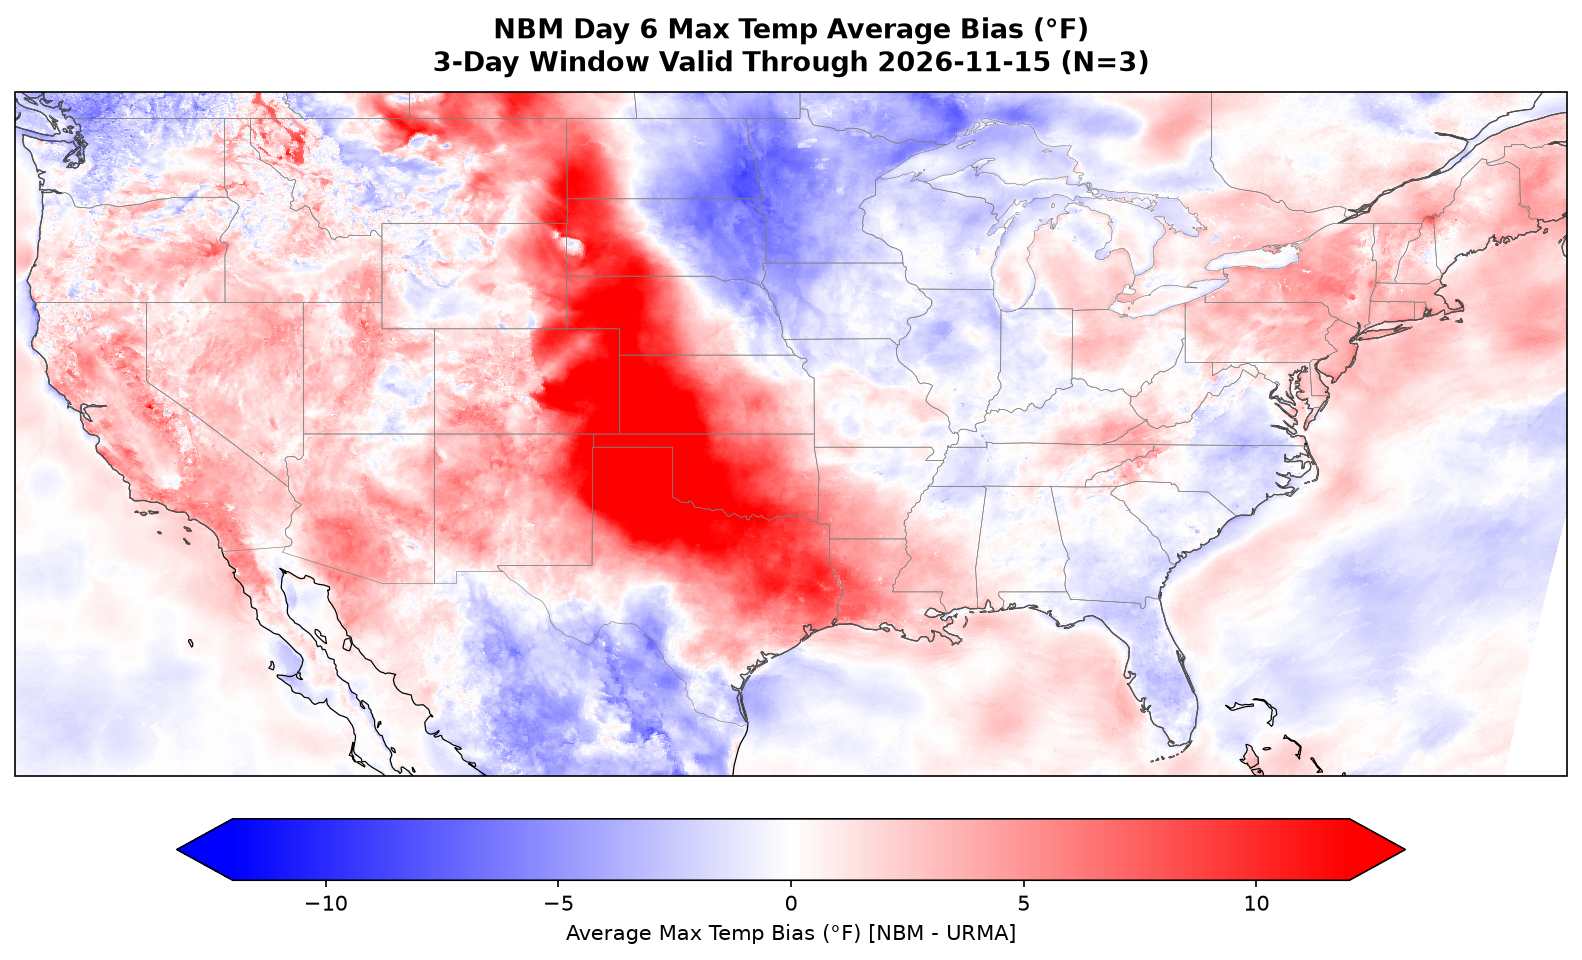 NBM Day 6 Max Temp Average Bias (°F)
3-Day Window Valid Through 2026-11-15 (N=3)
−10 −5 0 5 10
Average Max Temp Bias (°F) [NBM - URMA]